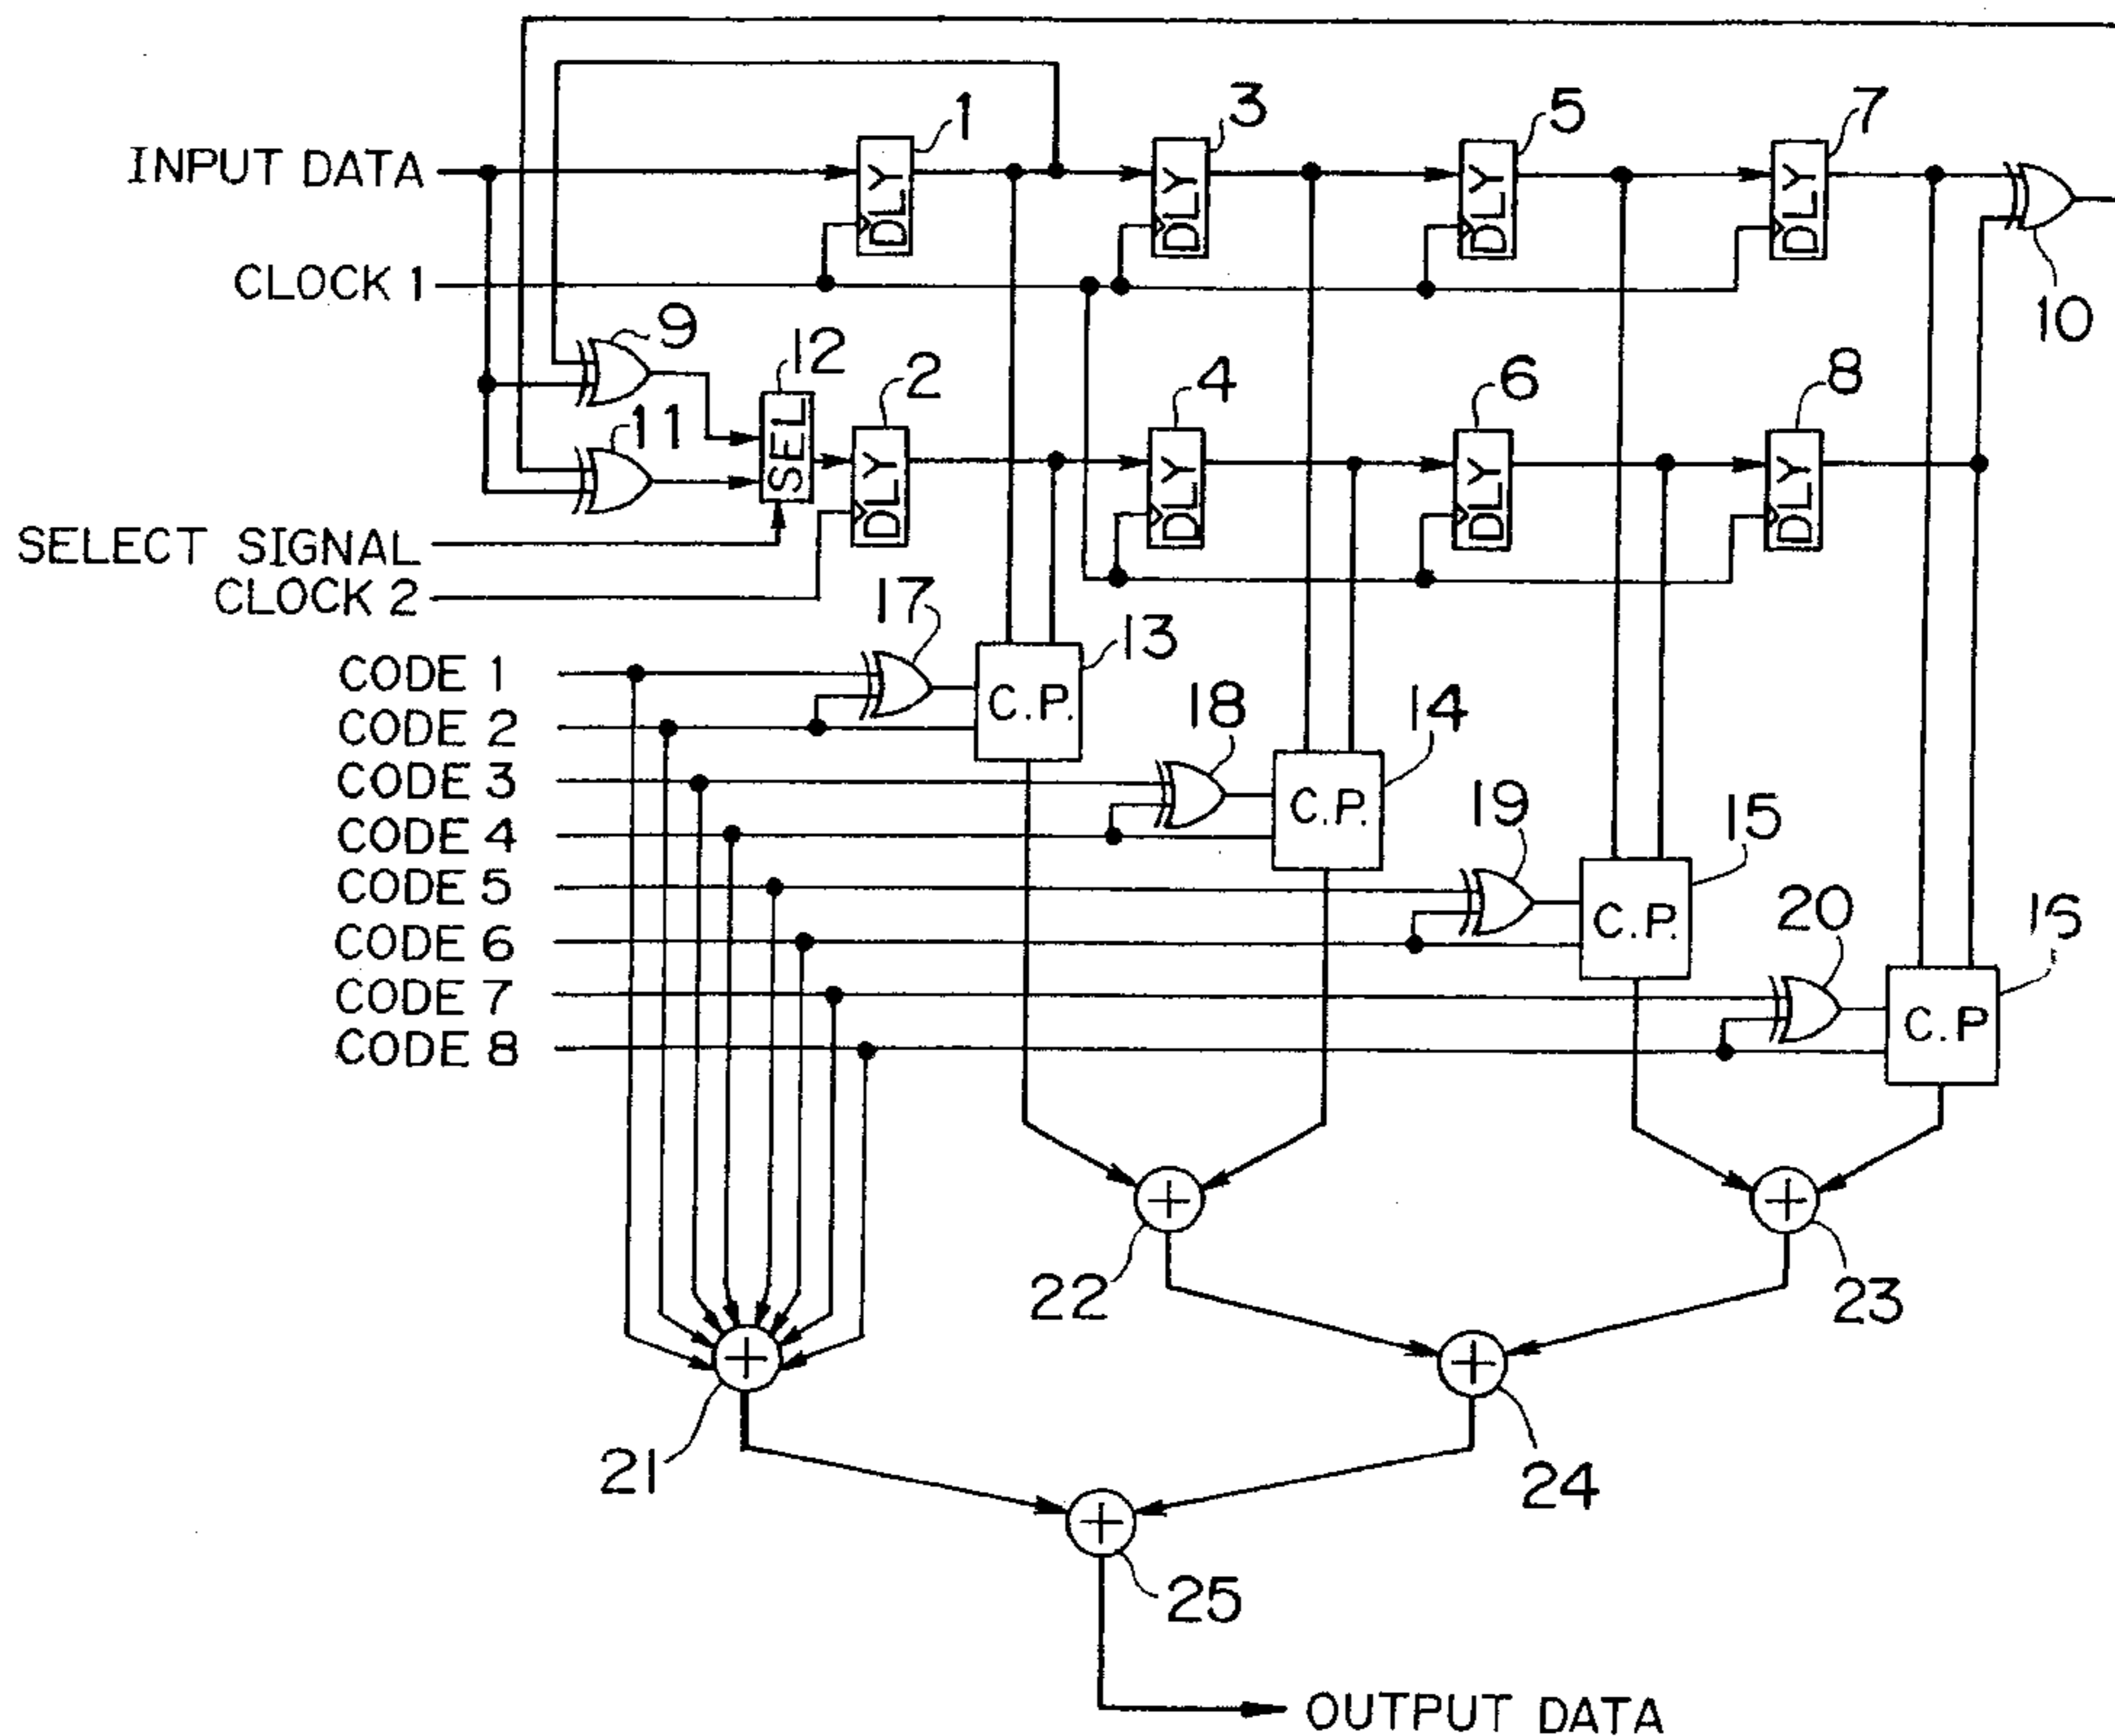 1
3
5
7
INPUT DATA
DLY
DLY
DLY
DLY
CLOCK 1
10
9
12
2
4
6
8
11
SEL
DLY
DLY
DLY
DLY
SELECT SIGNAL
CLOCK 2
17
13
CODE 1
C.P.
CODE 2
18
14
CODE 3
C.P.
19
15
CODE 4
CODE 5
C.P.
20
16
CODE 6
CODE 7
C.P
CODE 8
+
+
22
23
+
+
21
24
+
25
OUTPUT DATA